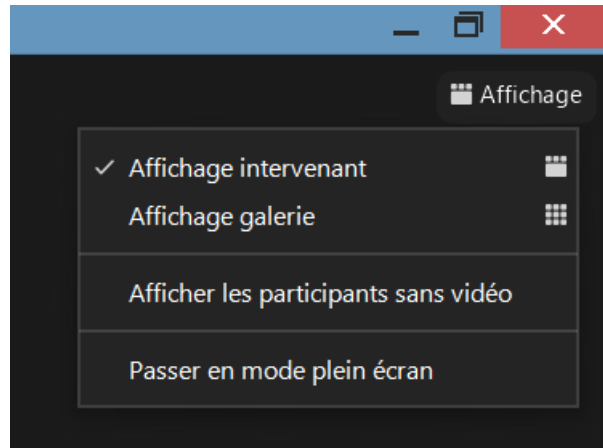 Affichage
Affichage intervenant
Affichage galerie
Afficher les participants sans vidéo
Passer en mode plein écran